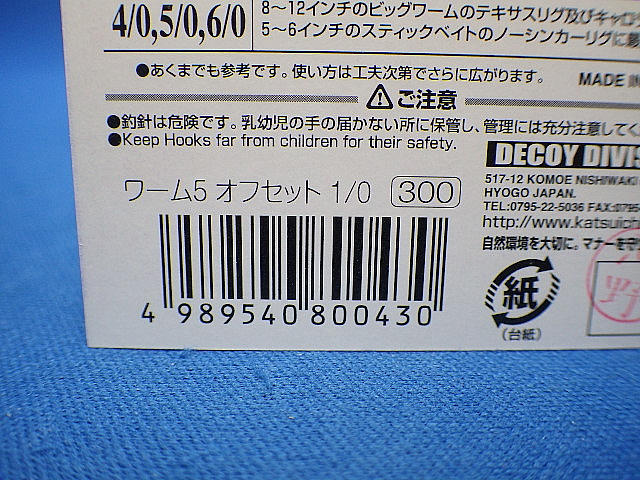 4/0,5/0,6/0
8〜12インチのビッグワームのテキサスリグ及びキャロ
5〜6インチのスティックベイトのノーシンカーリグに
●あくまでも参考です。使い方は工夫次第でさらに広がります。
MADE IN
ご注意
●釣針は危険です。乳幼児の手の届かない所に保管し、管理には充分注意してく
●Keep Hooks far from children for their safety.
DECOY DIVIS
517-12 KOMOE NISHIWAKI
HYOGO JAPAN.
TEL:0795-22-5036 FAX:0795-
http://www.katsuich
自然環境を大切に。マナーを守
ワーム5 オフセット 1/0 300
4 989540 800430
紙
(台紙)
野